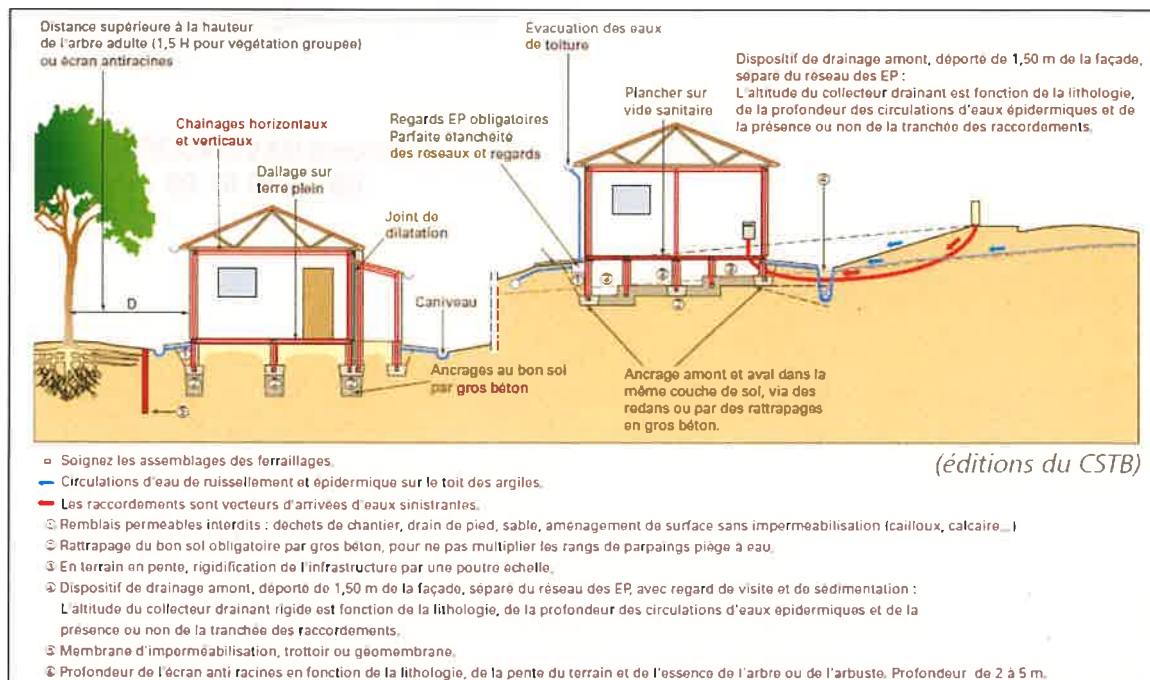 Distance supérieure à la hauteur
de l'arbre adulte (1,5 H pour végétation groupée)
ou écran antiracines
Évacuation des eaux
de toiture
Dispositif de drainage amont, déporté de 1,50 m de la façade,
séparé du réseau des EP :
L'altitude du collecteur drainant est fonction de la lithologie,
de la profondeur des circulations d'eaux épidermiques et de
la présence ou non de la tranchée des raccordements.
Plancher sur
vide sanitaire
Chainages horizontaux
et verticaux
Regards EP obligatoires
Parfaite étanchéité
des réseaux et regards
Dallage sur
terre plein
Joint de
dilatation
D
Caniveau
Ancrages au bon sol
par gros béton
Ancrage amont et aval dans la
même couche de sol, via des
redans ou par des rattrapages
en gros béton.
(éditions du CSTB)
Soignez les assemblages des ferraillages.
Circulations d'eau de ruissellement et épidermique sur le toit des argiles.
Les raccordements sont vecteurs d'arrivées d'eaux sinistrantes.
① Remblais perméables interdits : déchets de chantier, drain de pied, sable, aménagement de surface sans imperméabilisation (cailloux, calcaire...)
② Rattrapage du bon sol obligatoire par gros béton, pour ne pas multiplier les rangs de parpaings piège à eau.
③ En terrain en pente, rigidification de l'infrastructure par une poutre échelle.
④ Dispositif de drainage amont, déporté de 1,50 m de la façade, séparé du réseau des EP, avec regard de visite et de sédimentation :
L'altitude du collecteur drainant rigide est fonction de la lithologie, de la profondeur des circulations d'eaux épidermiques et de la
présence ou non de la tranchée des raccordements.
⑤ Membrane d'imperméabilisation, trottoir ou géomembrane.
⑥ Profondeur de l'écran anti racines en fonction de la lithologie, de la pente du terrain et de l'essence de l'arbre ou de l'arbuste. Profondeur de 2 à 5 m.